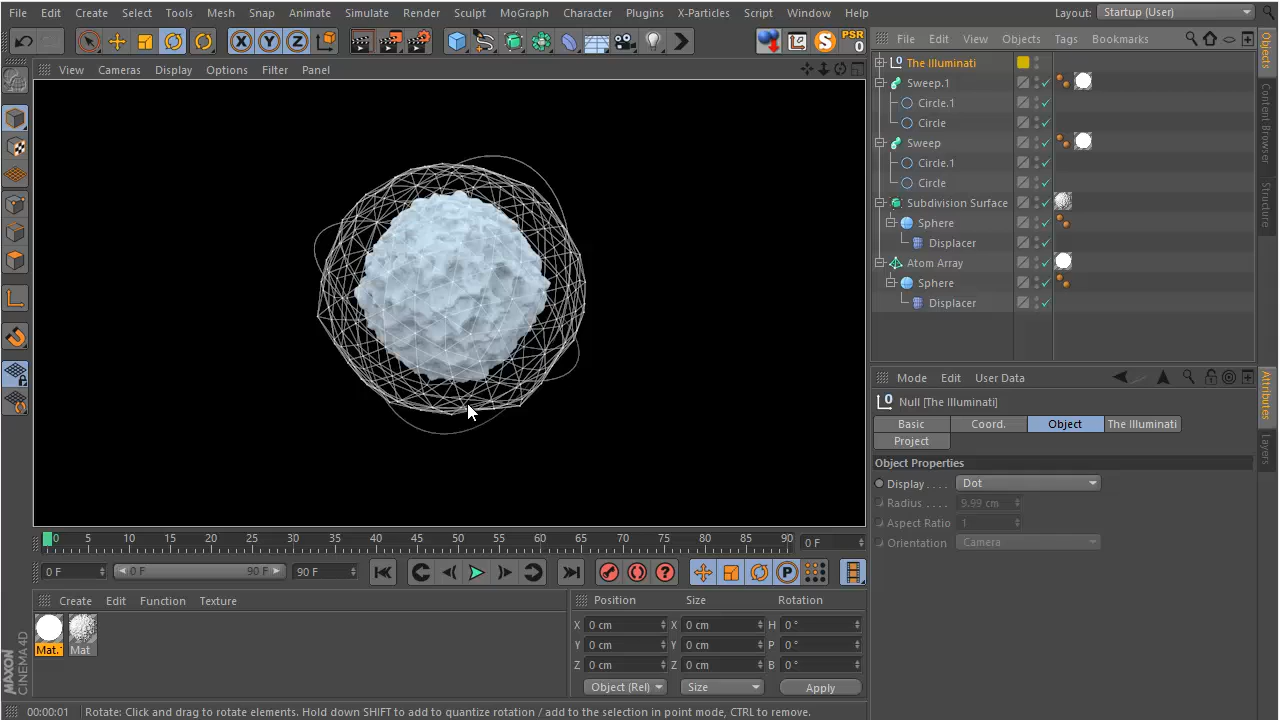 File Edit Create Select Tools Mesh Snap Animate Simulate Render Sculpt MoGraph Character Plugins X-Particles Script Window Help Layout: Startup (User)
X Y Z S PSR 0
View Cameras Display Options Filter Panel
File Edit View Objects Tags Bookmarks
The Illuminati
Sweep.1
Circle.1
Circle
Sweep
Circle.1
Circle
Subdivision Surface
Sphere
Displacer
Atom Array
Sphere
Displacer
Objects
Content Browser
Structure
Mode Edit User Data
Null [The Illuminati]
Basic Coord. Object The Illuminati
Project
Object Properties
Display . . . . Dot
Radius . . . . 9.99 cm
Aspect Ratio 1
Orientation Camera
Attributes
Layers
0 5 10 15 20 25 30 35 40 45 50 55 60 65 70 75 80 85 90 0 F
0 F 0 F 90 F 90 F P
Create Edit Function Texture
Mat. Mat
Position Size Rotation
X 0 cm X 0 cm H 0 °
Y 0 cm Y 0 cm P 0 °
Z 0 cm Z 0 cm B 0 °
Object (Rel) Size Apply
MAXON
CINEMA 4D
00:00:01 Rotate: Click and drag to rotate elements. Hold down SHIFT to add to quantize rotation / add to the selection in point mode, CTRL to remove.